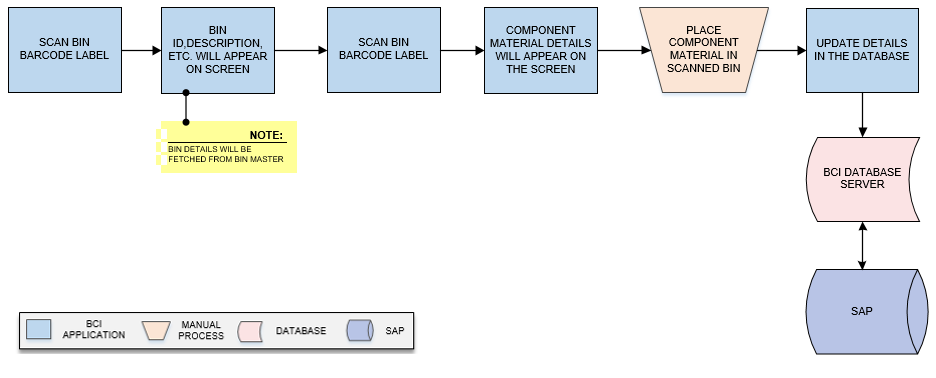 SCAN BIN
BARCODE LABEL
BIN
ID,DESCRIPTION,
ETC. WILL APPEAR
ON SCREEN
SCAN BIN
BARCODE LABEL
COMPONENT
MATERIAL DETAILS
WILL APPEAR ON
THE SCREEN
PLACE
COMPONENT
MATERIAL IN
SCANNED BIN
UPDATE DETAILS
IN THE DATABASE
NOTE:
BIN DETAILS WILL BE
FETCHED FROM BIN MASTER
BCI DATABASE
SERVER
SAP
BCI
APPLICATION
MANUAL
PROCESS
DATABASE
SAP